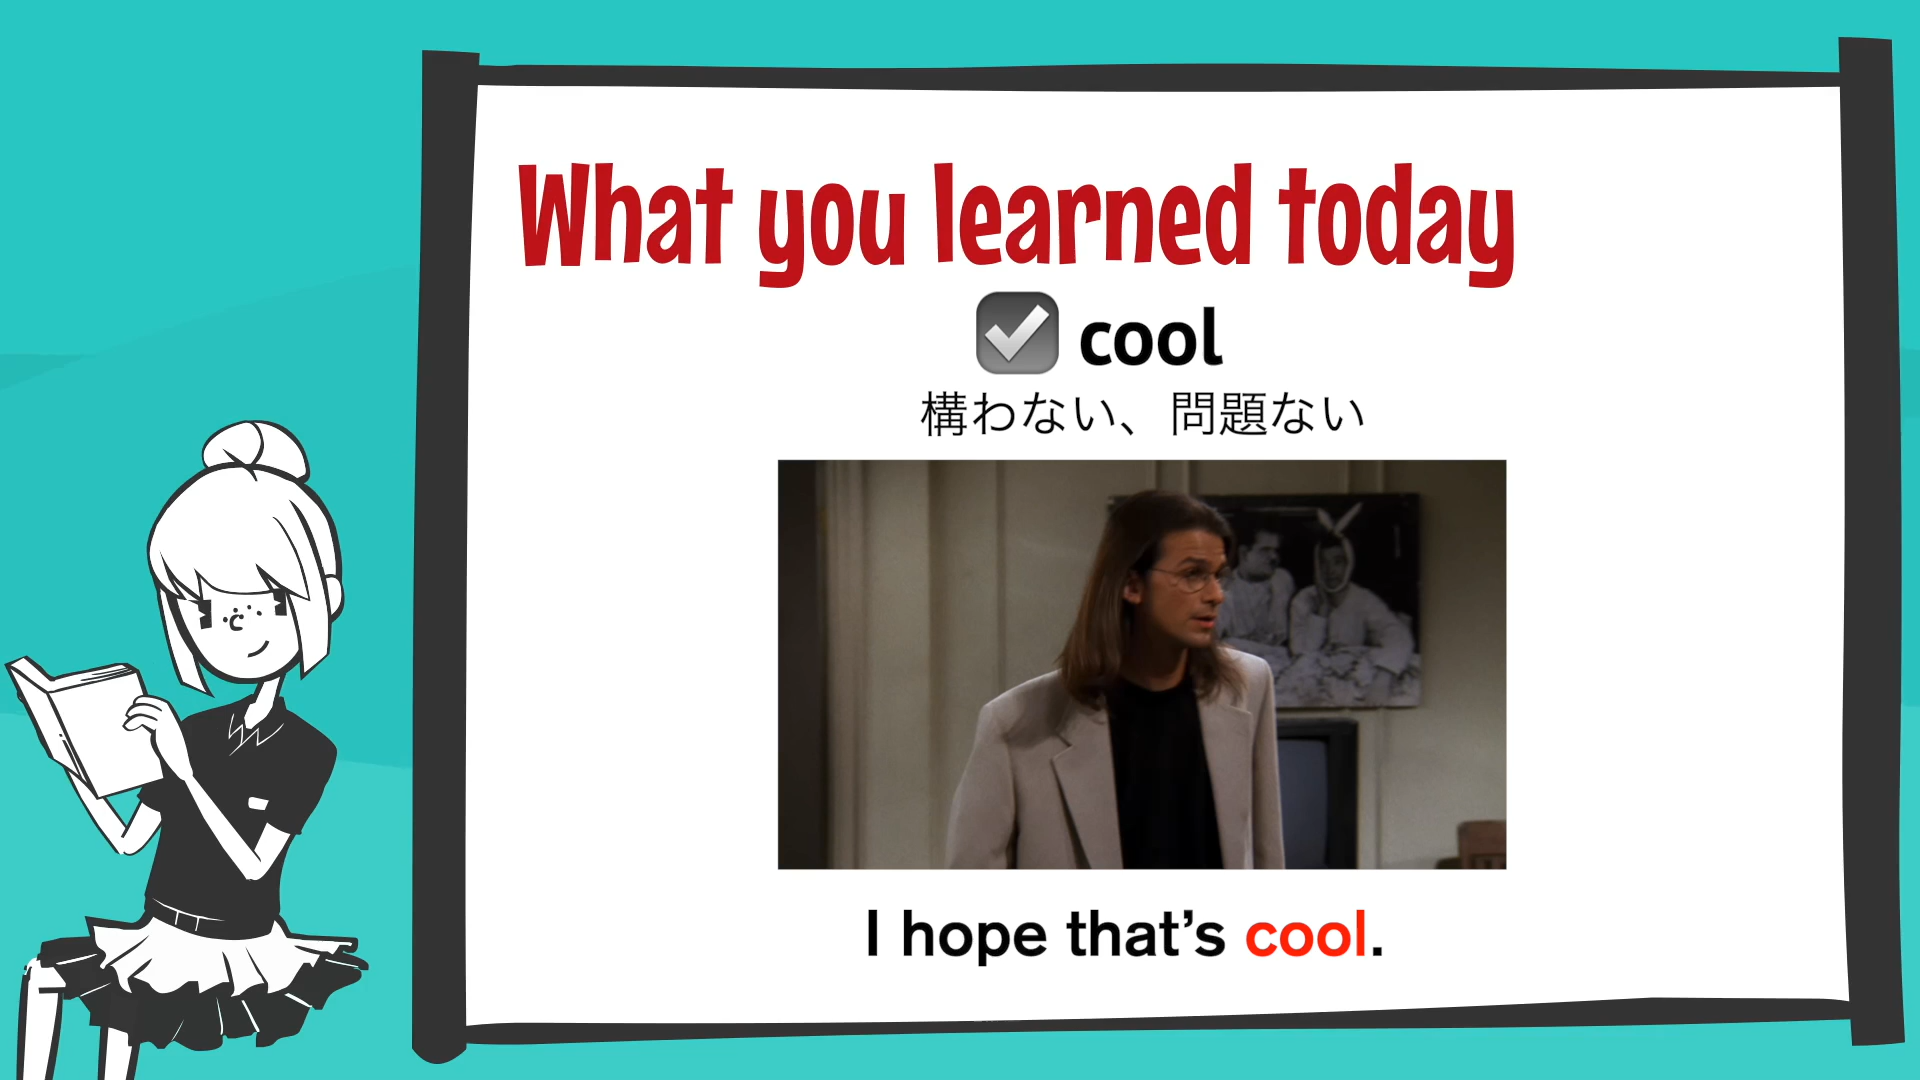 What you learned today
cool
構わない、問題ない
I hope that's cool.